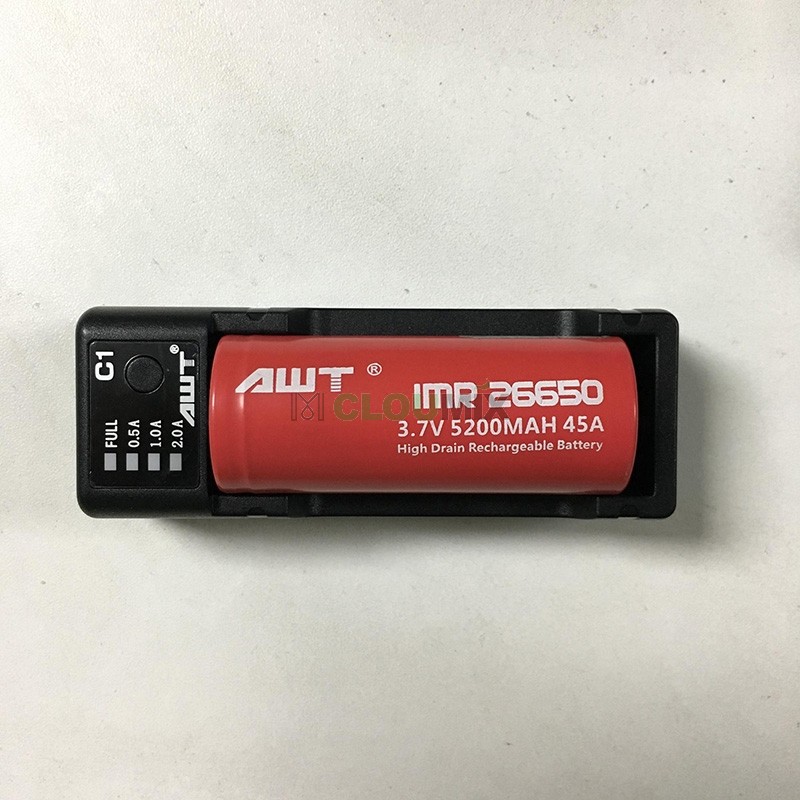 C1
AWT®
FULL
0.5A
1.0A
2.0A
AWT ®
IMR 26650
CLOUMIX
3.7V 5200MAH 45A
High Drain Rechargeable Battery